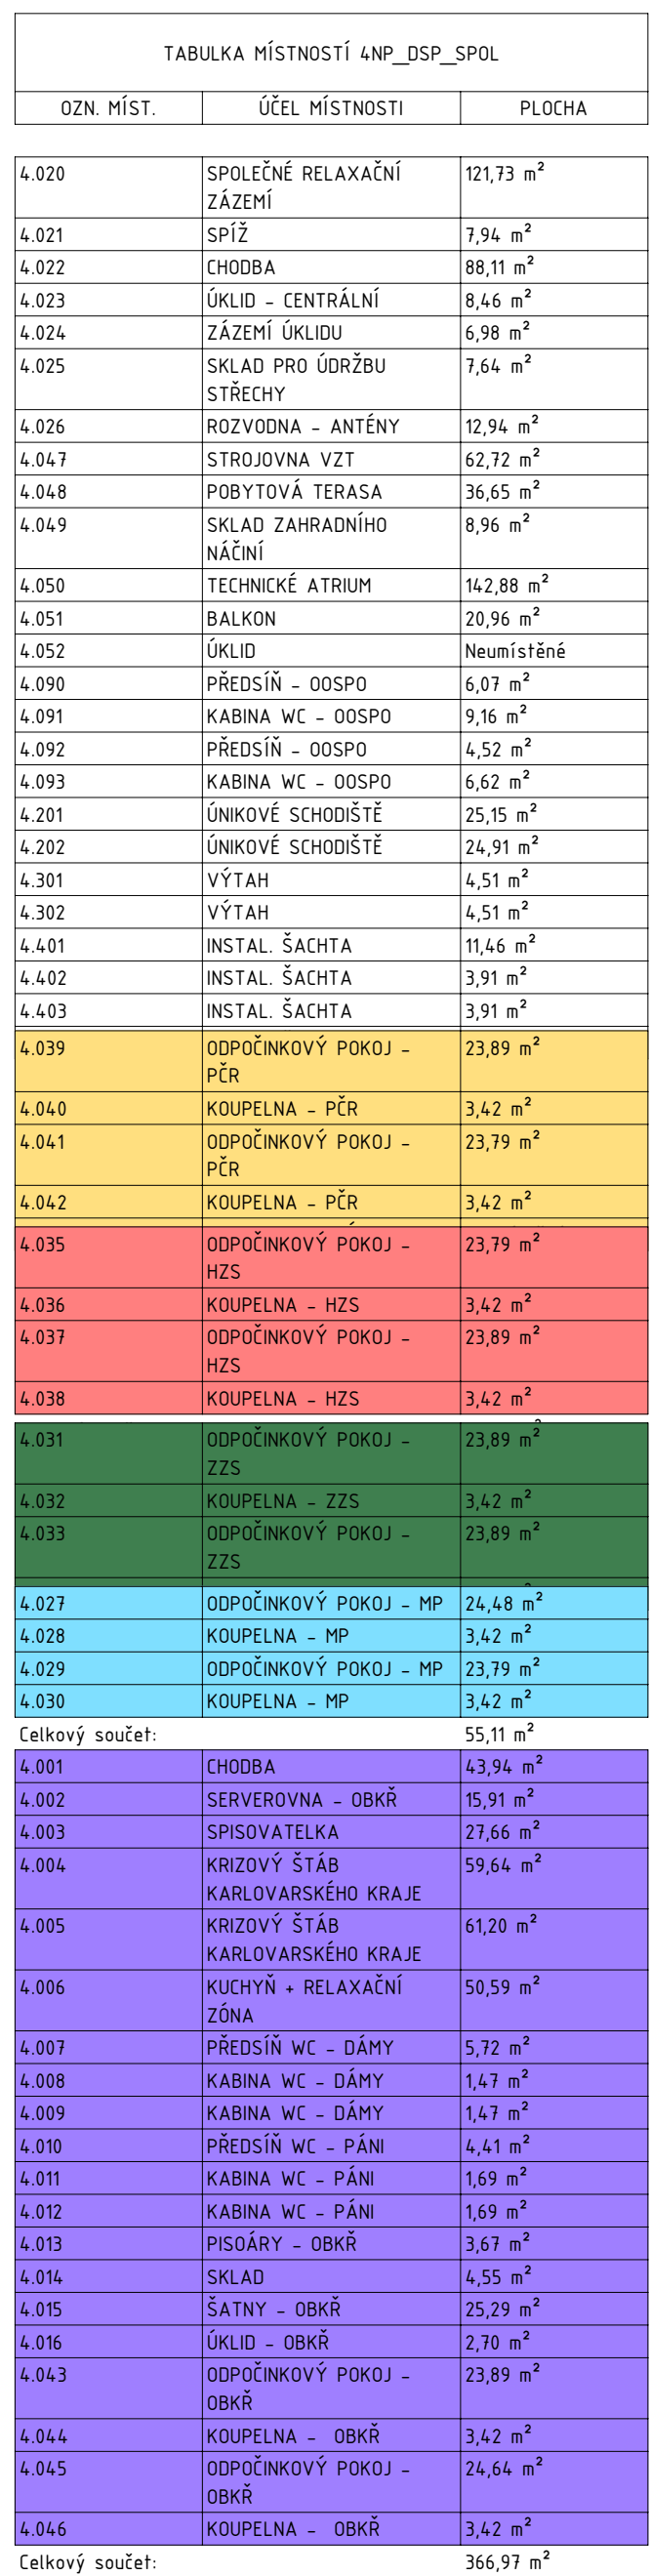 TABULKA MÍSTNOSTÍ 4NP_DSP_SPOL
OZN. MÍST. ÚČEL MÍSTNOSTI PLOCHA
4.020 SPOLEČNÉ RELAXAČNÍ 121,73 m²
ZÁZEMÍ
4.021 SPÍŽ 7,94 m²
4.022 CHODBA 88,11 m²
4.023 ÚKLID – CENTRÁLNÍ 8,46 m²
4.024 ZÁZEMÍ ÚKLIDU 6,98 m²
4.025 SKLAD PRO ÚDRŽBU 7,64 m²
STŘECHY
4.026 ROZVODNA – ANTÉNY 12,94 m²
4.047 STROJOVNA VZT 62,72 m²
4.048 POBYTOVÁ TERASA 36,65 m²
4.049 SKLAD ZAHRADNÍHO 8,96 m²
NÁČINÍ
4.050 TECHNICKÉ ATRIUM 142,88 m²
4.051 BALKON 20,96 m²
4.052 ÚKLID Neumístěné
4.090 PŘEDSÍŇ – OOSPO 6,07 m²
4.091 KABINA WC – OOSPO 9,16 m²
4.092 PŘEDSÍŇ – OOSPO 4,52 m²
4.093 KABINA WC – OOSPO 6,62 m²
4.201 ÚNIKOVÉ SCHODIŠTĚ 25,15 m²
4.202 ÚNIKOVÉ SCHODIŠTĚ 24,91 m²
4.301 VÝTAH 4,51 m²
4.302 VÝTAH 4,51 m²
4.401 INSTAL. ŠACHTA 11,46 m²
4.402 INSTAL. ŠACHTA 3,91 m²
4.403 INSTAL. ŠACHTA 3,91 m²
4.039 ODPOČINKOVÝ POKOJ – 23,89 m²
PČR
4.040 KOUPELNA – PČR 3,42 m²
4.041 ODPOČINKOVÝ POKOJ – 23,79 m²
PČR
4.042 KOUPELNA – PČR 3,42 m²
4.035 ODPOČINKOVÝ POKOJ – 23,79 m²
HZS
4.036 KOUPELNA – HZS 3,42 m²
4.037 ODPOČINKOVÝ POKOJ – 23,89 m²
HZS
4.038 KOUPELNA – HZS 3,42 m²
4.031 ODPOČINKOVÝ POKOJ – 23,89 m²
ZZS
4.032 KOUPELNA – ZZS 3,42 m²
4.033 ODPOČINKOVÝ POKOJ – 23,89 m²
ZZS
4.027 ODPOČINKOVÝ POKOJ – MP 24,48 m²
4.028 KOUPELNA – MP 3,42 m²
4.029 ODPOČINKOVÝ POKOJ – MP 23,79 m²
4.030 KOUPELNA – MP 3,42 m²
Celkový součet: 55,11 m²
4.001 CHODBA 43,94 m²
4.002 SERVEROVNA – OBKŘ 15,91 m²
4.003 SPISOVATELKA 27,66 m²
4.004 KRIZOVÝ ŠTÁB 59,64 m²
KARLOVARSKÉHO KRAJE
4.005 KRIZOVÝ ŠTÁB 61,20 m²
KARLOVARSKÉHO KRAJE
4.006 KUCHYŇ + RELAXAČNÍ 50,59 m²
ZÓNA
4.007 PŘEDSÍŇ WC – DÁMY 5,72 m²
4.008 KABINA WC – DÁMY 1,47 m²
4.009 KABINA WC – DÁMY 1,47 m²
4.010 PŘEDSÍŇ WC – PÁNI 4,41 m²
4.011 KABINA WC – PÁNI 1,69 m²
4.012 KABINA WC – PÁNI 1,69 m²
4.013 PISOÁRY – OBKŘ 3,67 m²
4.014 SKLAD 4,55 m²
4.015 ŠATNY – OBKŘ 25,29 m²
4.016 ÚKLID – OBKŘ 2,70 m²
4.043 ODPOČINKOVÝ POKOJ – 23,89 m²
OBKŘ
4.044 KOUPELNA – OBKŘ 3,42 m²
4.045 ODPOČINKOVÝ POKOJ – 24,64 m²
OBKŘ
4.046 KOUPELNA – OBKŘ 3,42 m²
Celkový součet: 366,97 m²